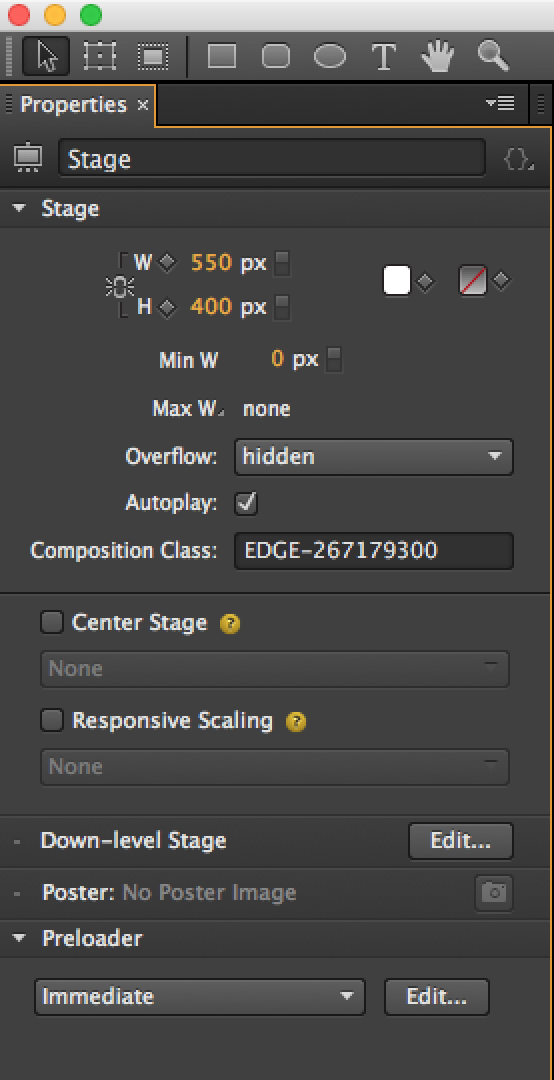 T
Properties ×
Stage
{}
Stage
W 550 px
H 400 px
Min W 0 px
Max W none
Overflow: hidden
Autoplay:
Composition Class: EDGE-267179300
Center Stage ?
None
Responsive Scaling ?
None
Down-level Stage Edit...
Poster: No Poster Image
Preloader
Immediate Edit...